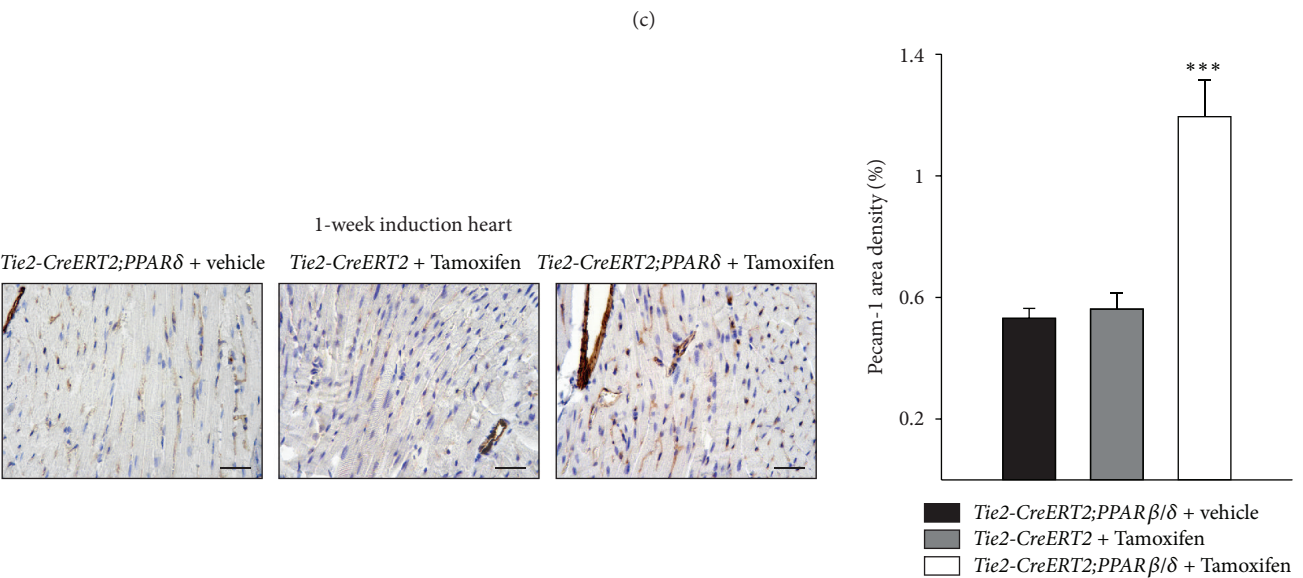 (c)
1-week induction heart
Tie2-CreERT2;PPARδ + vehicle
Tie2-CreERT2 + Tamoxifen
Tie2-CreERT2;PPARδ + Tamoxifen
Pecam-1 area density (%)
1.4
1
0.6
0.2
***
Tie2-CreERT2;PPARβ/δ + vehicle
Tie2-CreERT2 + Tamoxifen
Tie2-CreERT2;PPARβ/δ + Tamoxifen